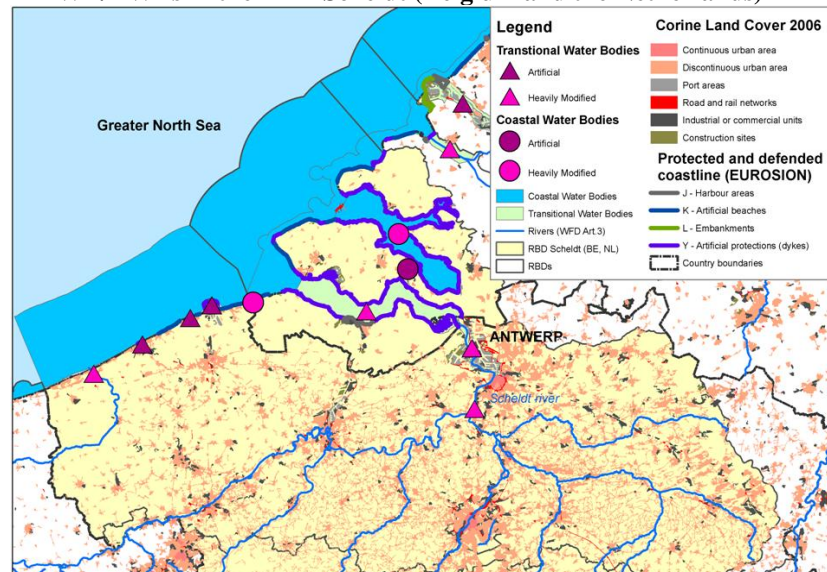 Greater North Sea
ANTWERP
Scheldt river
Legend
Transitional Water Bodies
Artificial
Heavily Modified
Coastal Water Bodies
Artificial
Heavily Modified
Coastal Water Bodies
Transitional Water Bodies
Rivers (WFD Art.3)
RBD Scheldt (BE, NL)
RBDs
Corine Land Cover 2006
Continuous urban area
Discontinuous urban area
Port areas
Road and rail networks
Industrial or commercial units
Construction sites
Protected and defended
coastline (EUROSION)
J - Harbour areas
K - Artificial beaches
L - Embankments
Y - Artificial protections (dykes)
Country boundaries